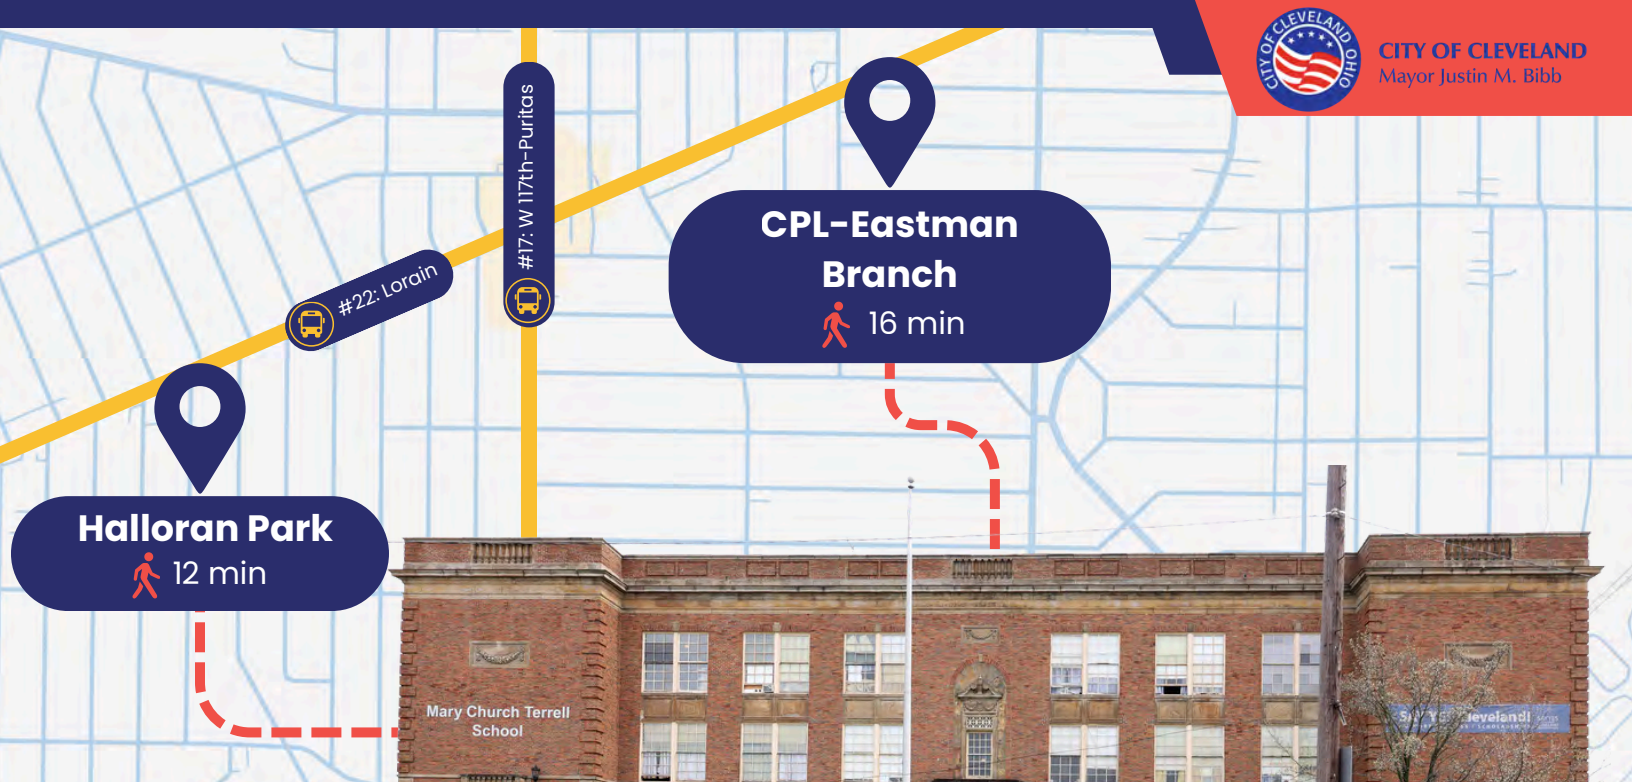 CITY OF CLEVELAND OHIO
CITY OF CLEVELAND
Mayor Justin M. Bibb
#17: W 117th-Puritas
#22: Lorain
CPL-Eastman
Branch
16 min
Halloran Park
12 min
Mary Church Terrell
School
Cleveland!